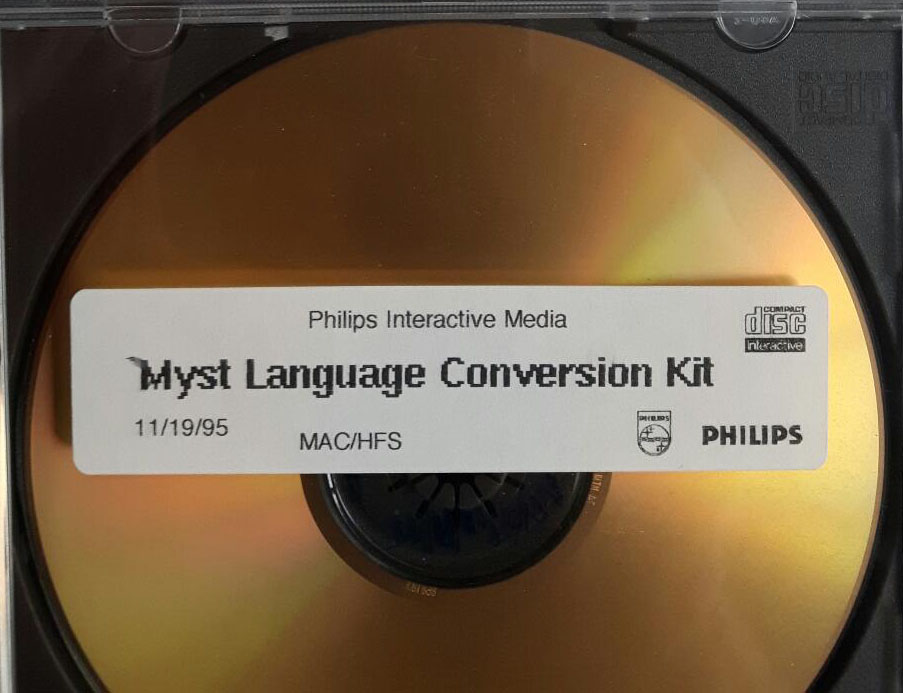 Philips Interactive Media
COMPACT
disc
Interactive
Myst Language Conversion Kit
11/19/95
MAC/HFS
PHILIPS
PHILIPS